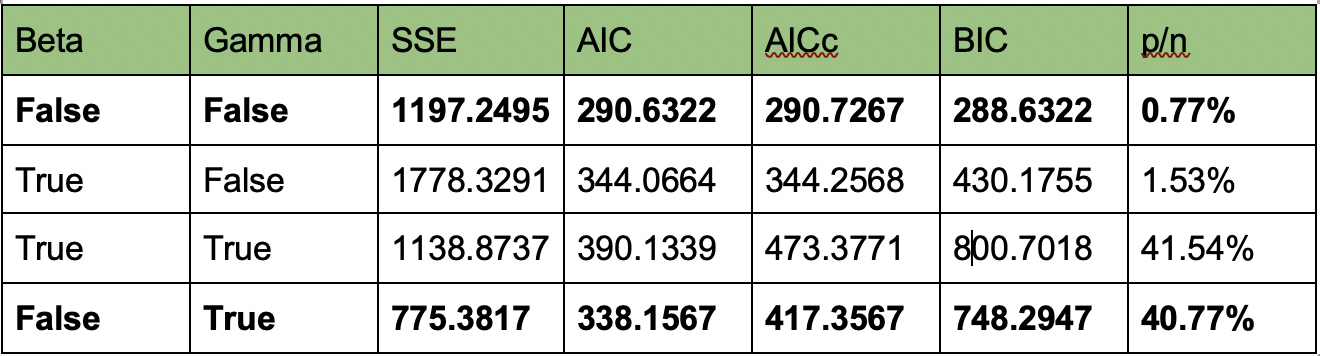 Beta Gamma SSE AIC AICc BIC p/n
False False 1197.2495 290.6322 290.7267 288.6322 0.77%
True False 1778.3291 344.0664 344.2568 430.1755 1.53%
True True 1138.8737 390.1339 473.3771 800.7018 41.54%
False True 775.3817 338.1567 417.3567 748.2947 40.77%